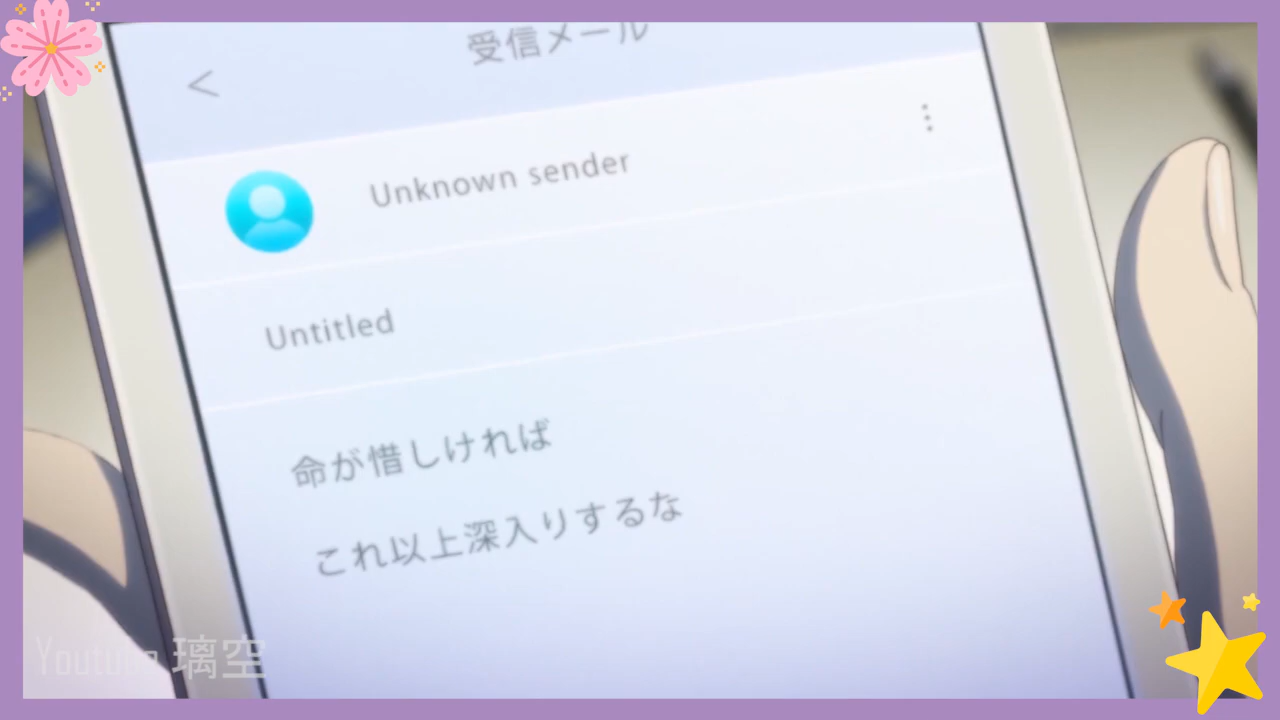 受信メール
<
Unknown sender
Untitled
命が惜しければ
これ以上深入りするな
Youtube 璃空